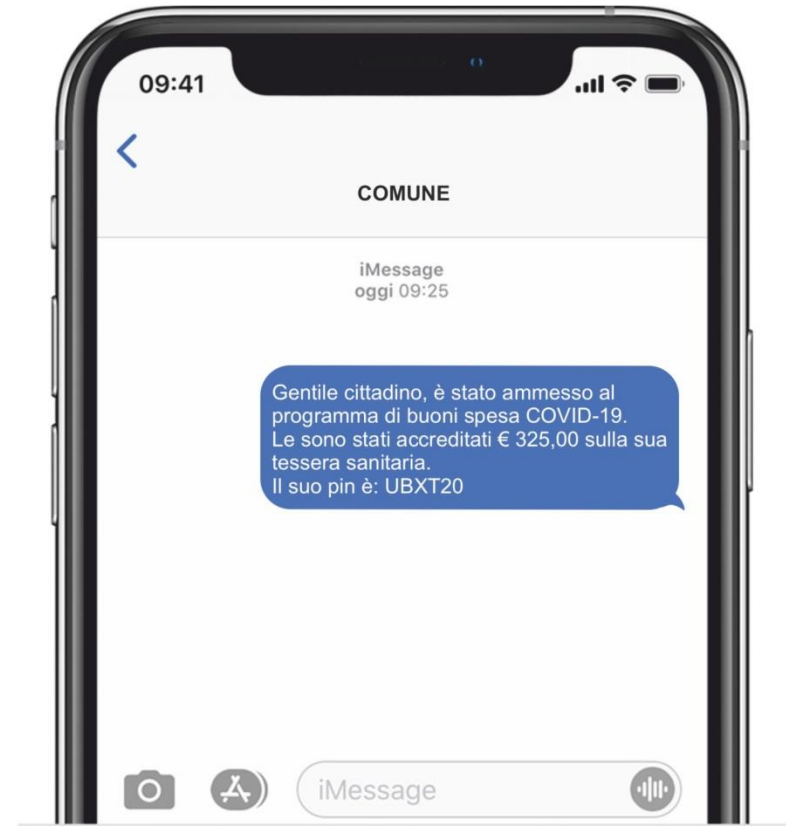 09:41
COMUNE
iMessage
oggi 09:25
Gentile cittadino, è stato ammesso al
programma di buoni spesa COVID-19.
Le sono stati accreditati € 325,00 sulla sua
tessera sanitaria.
Il suo pin è: UBXT20
iMessage